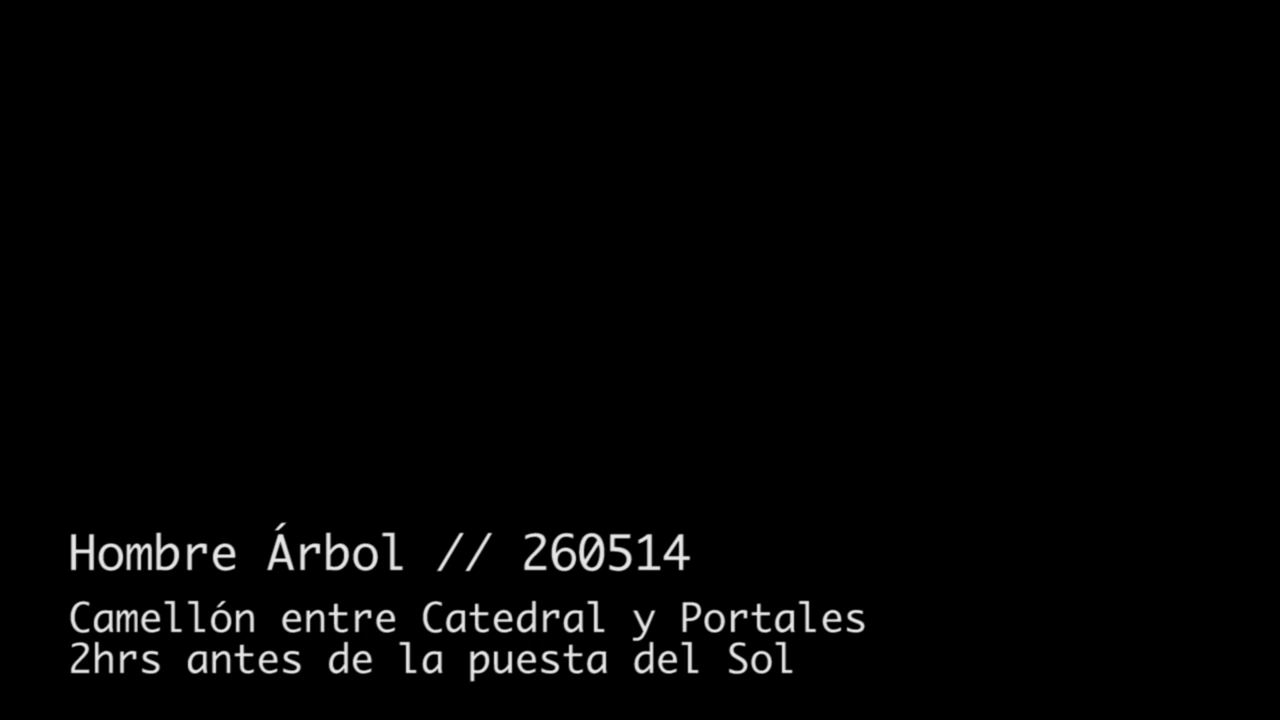 Hombre Árbol // 260514
Camellón entre Catedral y Portales
2hrs antes de la puesta del Sol